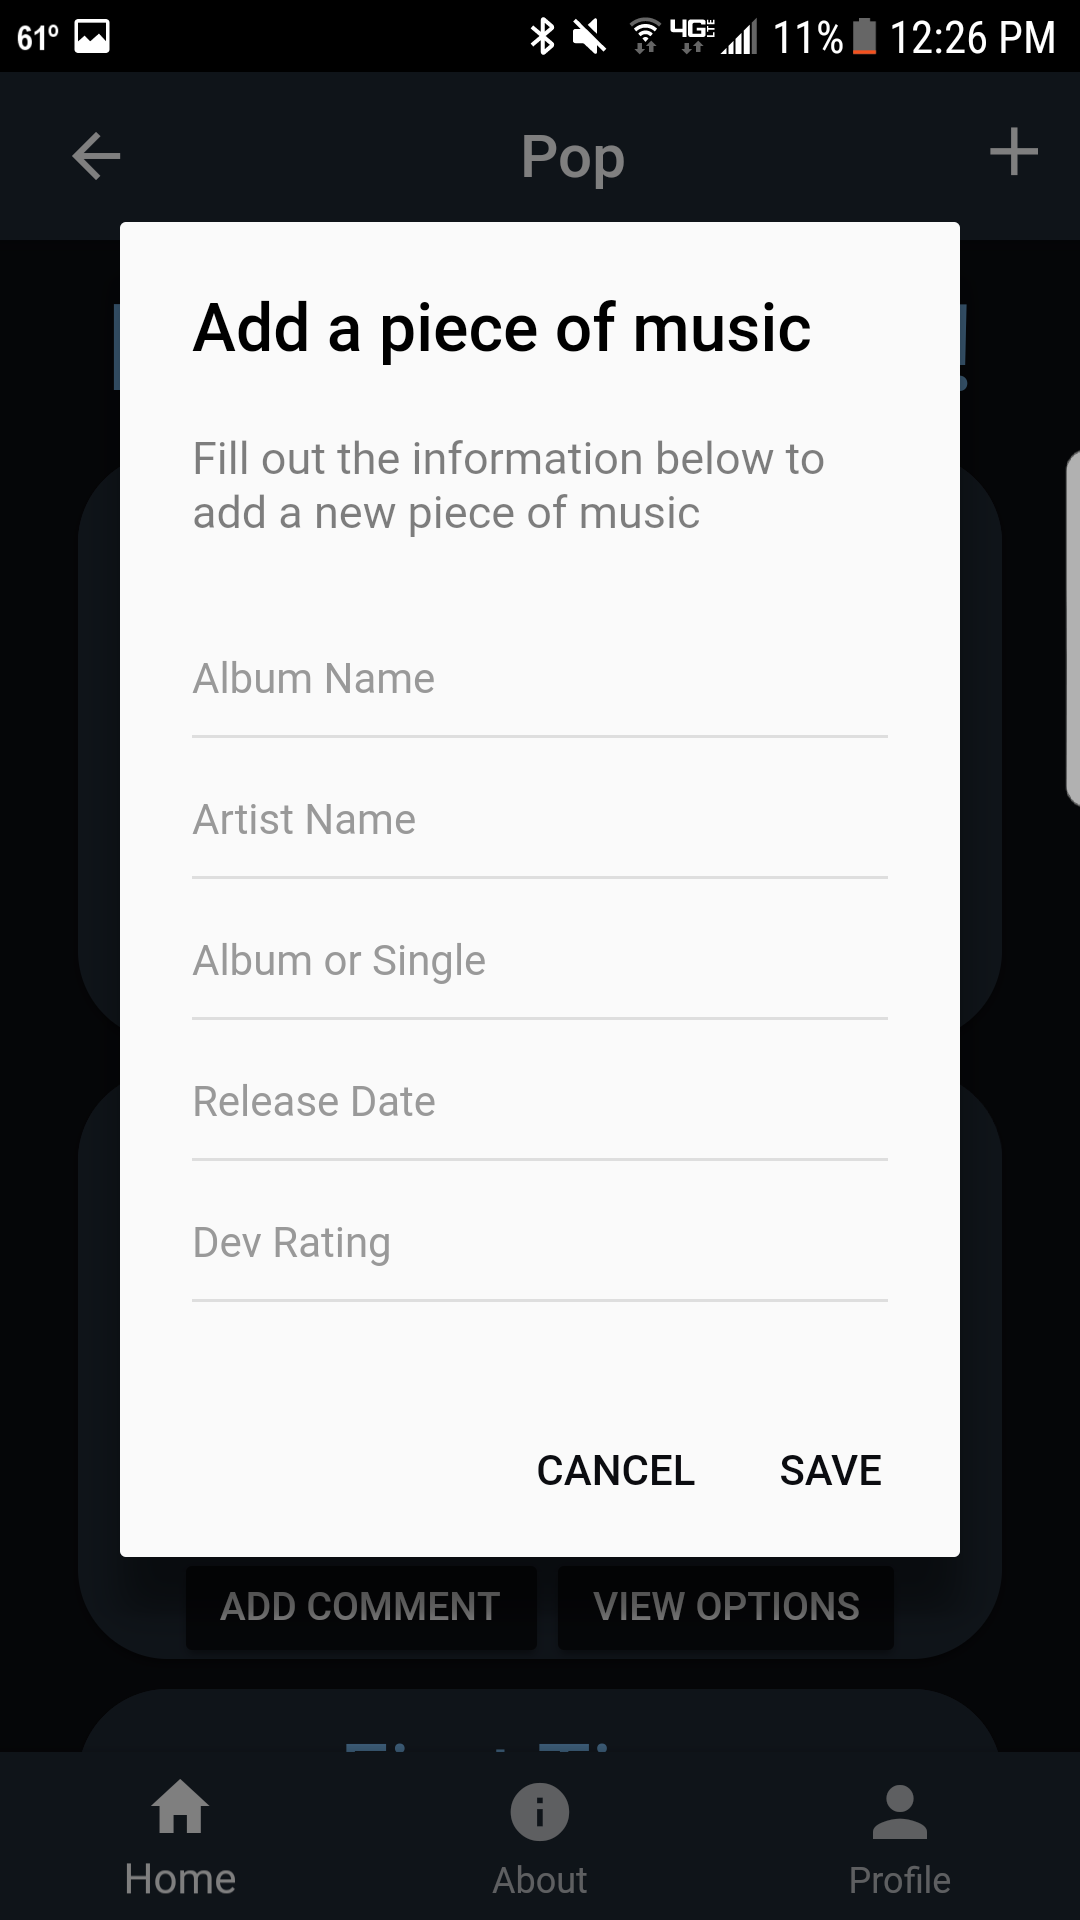 61° 4G LTE 11% 12:26 PM
Pop
Add a piece of music
Fill out the information below to
add a new piece of music
Album Name
Artist Name
Album or Single
Release Date
Dev Rating
CANCEL SAVE
ADD COMMENT VIEW OPTIONS
Home About Profile